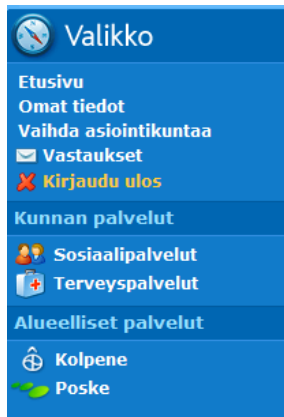 Valikko
Etusivu
Omat tiedot
Vaihda asiointikuntaa
Vastaukset
Kirjaudu ulos
Kunnan palvelut
Sosiaalipalvelut
Terveyspalvelut
Alueelliset palvelut
Kolpene
Poske